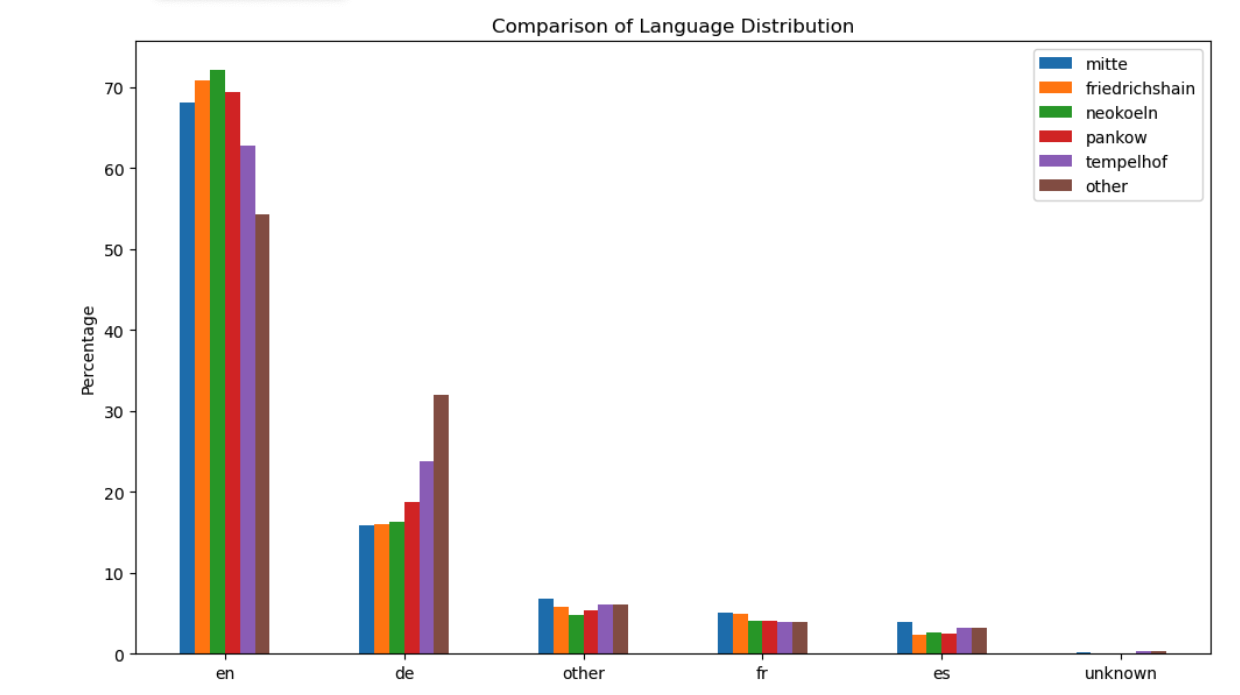 Comparison of Language Distribution
mitte
friedrichshain
neokoeln
pankow
tempelhof
other
Percentage
70
60
50
40
30
20
10
0
en
de
other
fr
es
unknown